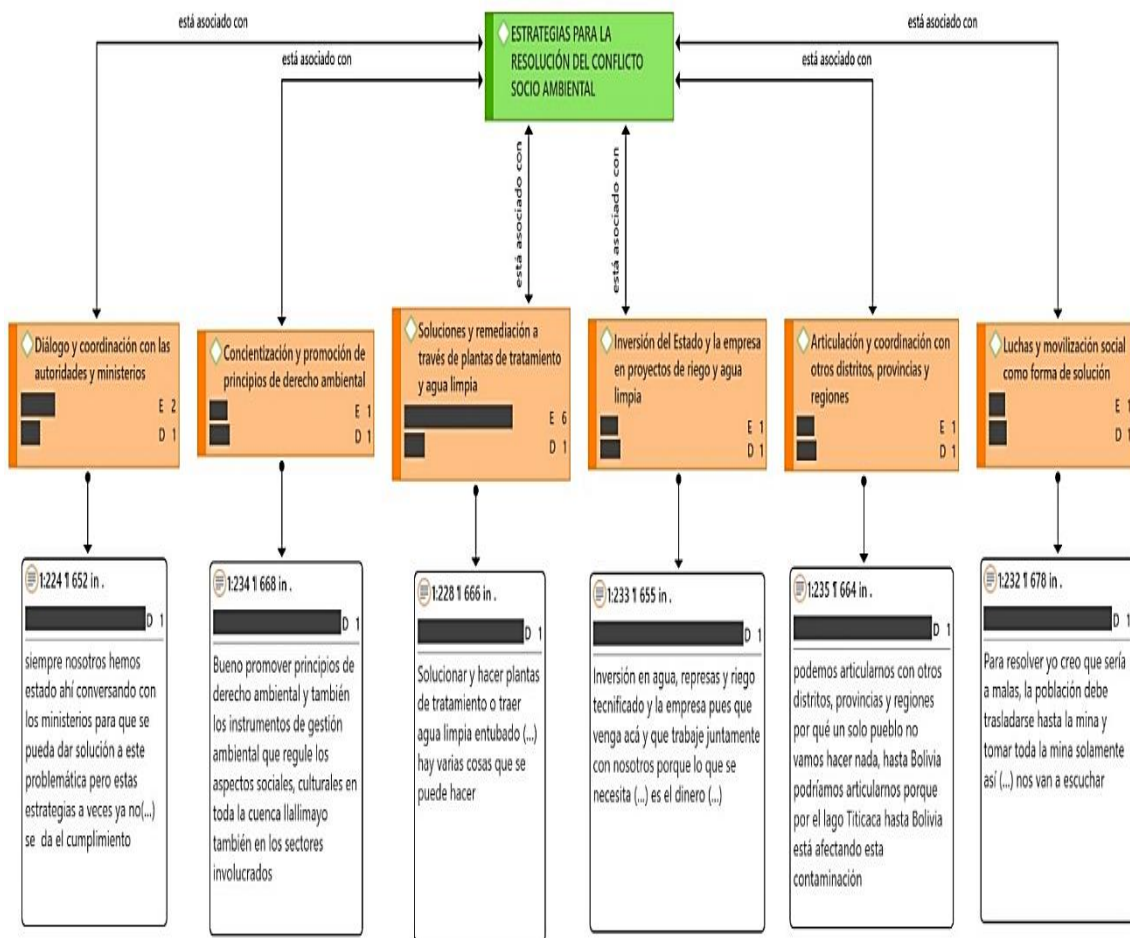 está asociado con
está asociado con
ESTRATEGIAS PARA LA
RESOLUCIÓN DEL CONFLICTO
SOCIO AMBIENTAL
está asociado con
está asociado con
está asociado con
está asociado con
Diálogo y coordinación con las
autoridades y ministerios
E 2
D 1
Concientización y promoción de
principios de derecho ambiental
E 1
D 1
Soluciones y remediación a
través de plantas de tratamiento
y agua limpia
E 6
D 1
Inversión del Estado y la empresa
en proyectos de riego y agua
limpia
E 1
D 1
Articulación y coordinación con
otros distritos, provincias y
regiones
E 1
D 1
Luchas y movilización social
como forma de solución
E 1
D 1
1:224 ¶ 652 in .
D 1
siempre nosotros hemos
estado ahí conversando con
los ministerios para que se
pueda dar solución a este
problemática pero estas
estrategias a veces ya no(...)
se da el cumplimiento
1:234 ¶ 668 in .
D 1
Bueno promover principios de
derecho ambiental y también
los instrumentos de gestión
ambiental que regule los
aspectos sociales, culturales en
toda la cuenca llallimayo
también en los sectores
involucrados
1:228 ¶ 666 in .
D 1
Solucionar y hacer plantas
de tratamiento o traer
agua limpia entubado (...)
hay varias cosas que se
puede hacer
1:233 ¶ 655 in .
D 1
Inversión en agua, represas y riego
tecnificado y la empresa pues que
venga acá y que trabaje juntamente
con nosotros porque lo que se
necesita (...) es el dinero (...)
1:235 ¶ 664 in .
D 1
podemos articularnos con otros
distritos, provincias y regiones
por qué un solo pueblo no
vamos hacer nada, hasta Bolivia
podríamos articularnos porque
por el lago Titicaca hasta Bolivia
está afectando esta
contaminación
1:232 ¶ 678 in .
D 1
Para resolver yo creo que sería
a malas, la población debe
trasladarse hasta la mina y
tomar toda la mina solamente
así (...) nos van a escuchar